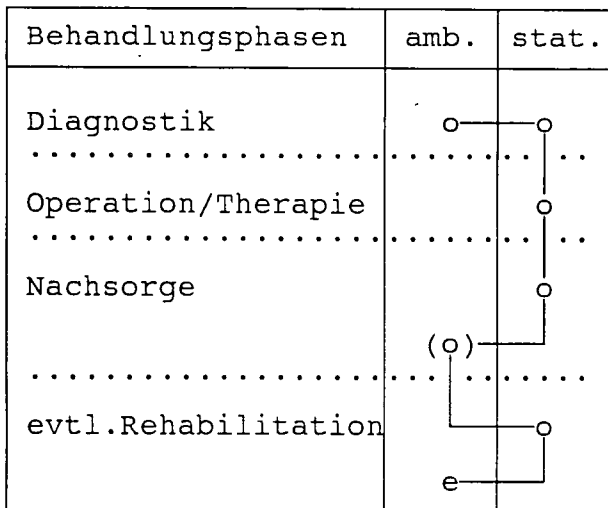 Behandlungsphasen amb. stat.
Diagnostik o o
Operation/Therapie o
Nachsorge o
(o)
evtl.Rehabilitation o
e